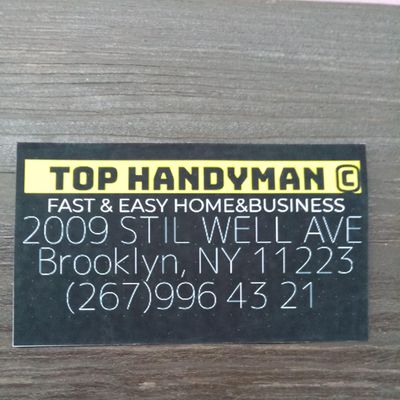 TOP HANDYMAN ©
FAST & EASY HOME&BUSINESS
2009 STIL WELL AVE
Brooklyn, NY 11223
(267)996 43 21